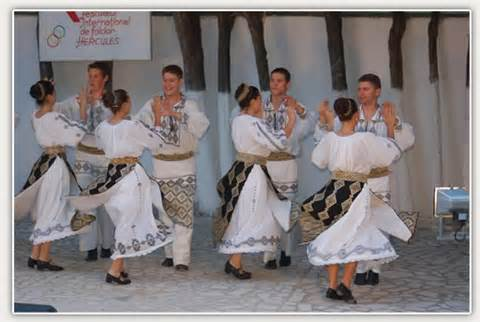 Festivalul
International
de folclor
HERCULES